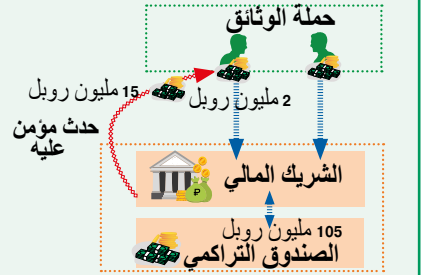 حملة الوثائق
15 مليون روبل
2 مليون روبل
حدث مؤمن
عليه
الشريك المالي
105 مليون روبل
الصندوق التراكمي